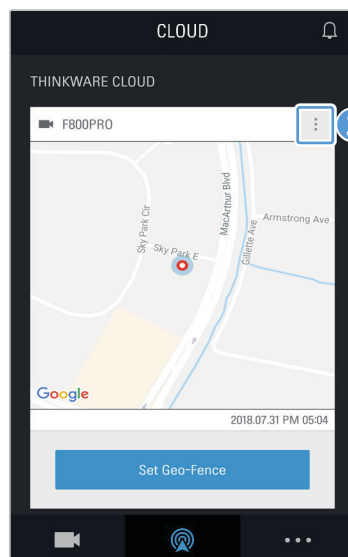 CLOUD
THINKWARE CLOUD
F800PRO
MacArthur Blvd
Sky Park Cir
Gillette Ave
Armstrong Ave
Sky Park E
Google
2018.07.31 PM 05:04
Set Geo-Fence